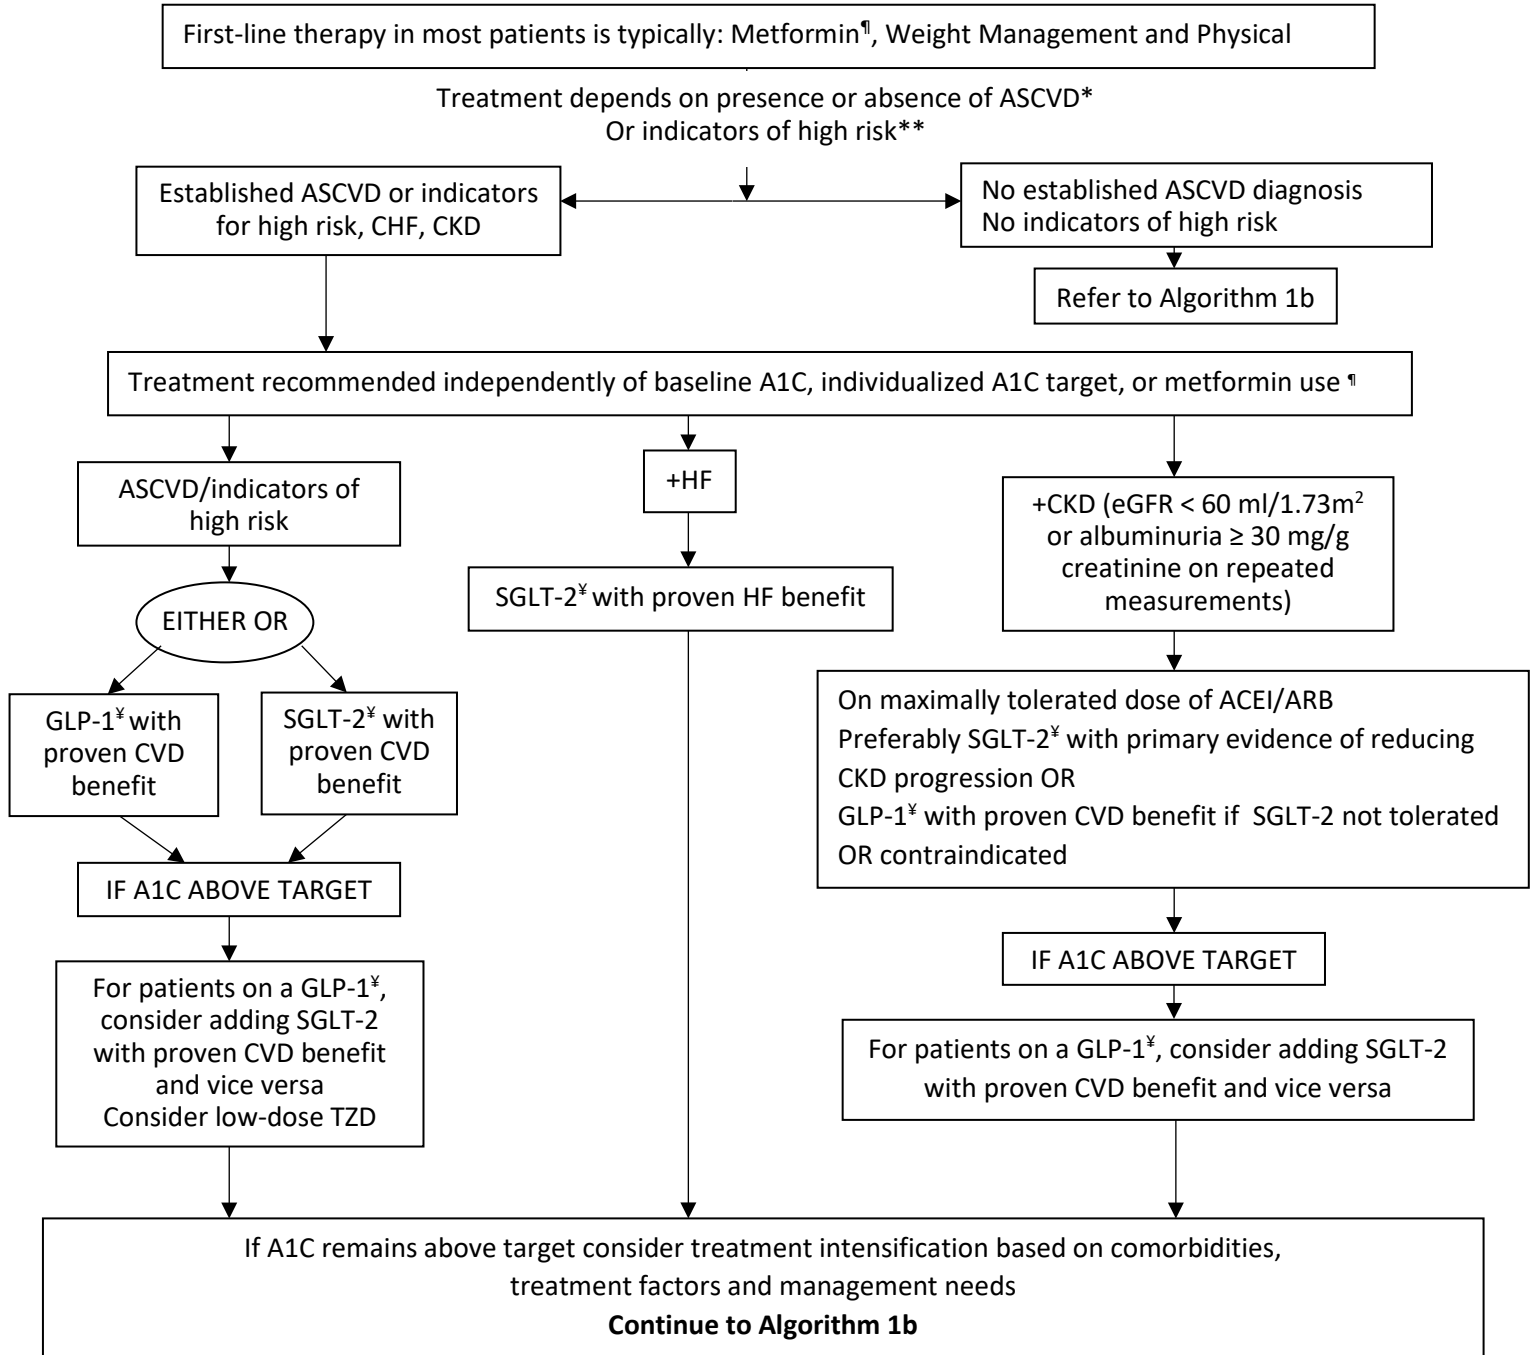 First-line therapy in most patients is typically: Metformin¶, Weight Management and Physical
Treatment depends on presence or absence of ASCVD*
Or indicators of high risk**
Established ASCVD or indicators
for high risk, CHF, CKD
No established ASCVD diagnosis
No indicators of high risk
Refer to Algorithm 1b
Treatment recommended independently of baseline A1C, individualized A1C target, or metformin use ¶
ASCVD/indicators of
high risk
EITHER OR
GLP-1¥ with
proven CVD
benefit
SGLT-2¥ with
proven CVD
benefit
IF A1C ABOVE TARGET
For patients on a GLP-1¥,
consider adding SGLT-2
with proven CVD benefit
and vice versa
Consider low-dose TZD
+HF
SGLT-2¥ with proven HF benefit
+CKD (eGFR < 60 ml/1.73m²
or albuminuria ≥ 30 mg/g
creatinine on repeated
measurements)
On maximally tolerated dose of ACEI/ARB
Preferably SGLT-2¥ with primary evidence of reducing
CKD progression OR
GLP-1¥ with proven CVD benefit if SGLT-2 not tolerated
OR contraindicated
IF A1C ABOVE TARGET
For patients on a GLP-1¥, consider adding SGLT-2
with proven CVD benefit and vice versa
If A1C remains above target consider treatment intensification based on comorbidities,
treatment factors and management needs
Continue to Algorithm 1b